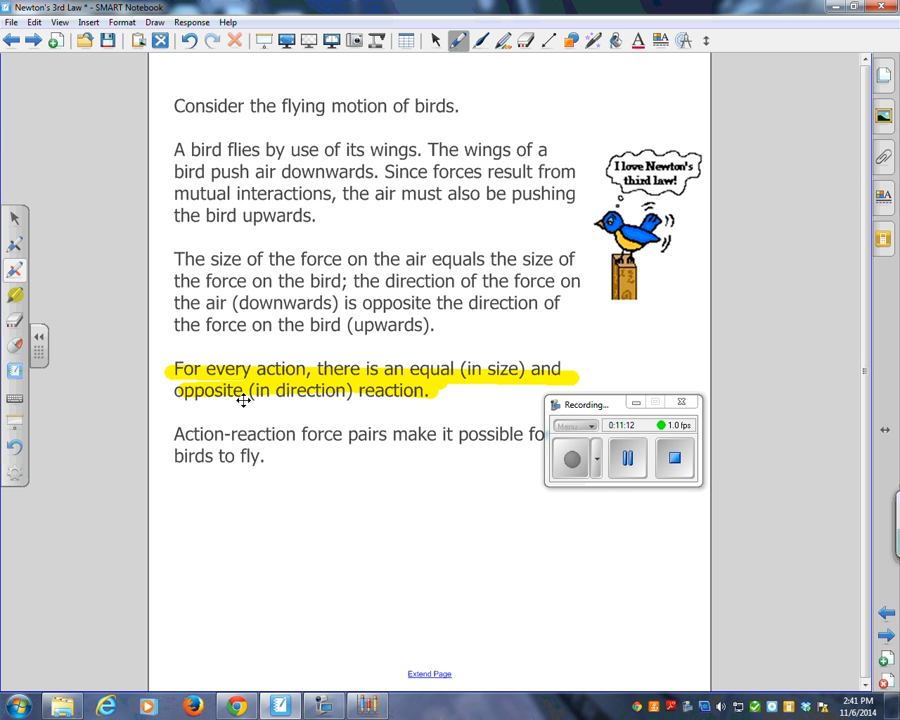 Newton's 3rd Law * - SMART Notebook
File Edit View Insert Format Draw Response Help
Consider the flying motion of birds.
A bird flies by use of its wings. The wings of a
bird push air downwards. Since forces result from
mutual interactions, the air must also be pushing
the bird upwards.
I love Newton's
third law!
The size of the force on the air equals the size of
the force on the bird; the direction of the force on
the air (downwards) is opposite the direction of
the force on the bird (upwards).
For every action, there is an equal (in size) and
opposite (in direction) reaction.
Action-reaction force pairs make it possible fo
birds to fly.
Recording...
Menu
0:11:12
1.0 fps
Extend Page
2:41 PM
11/6/2014